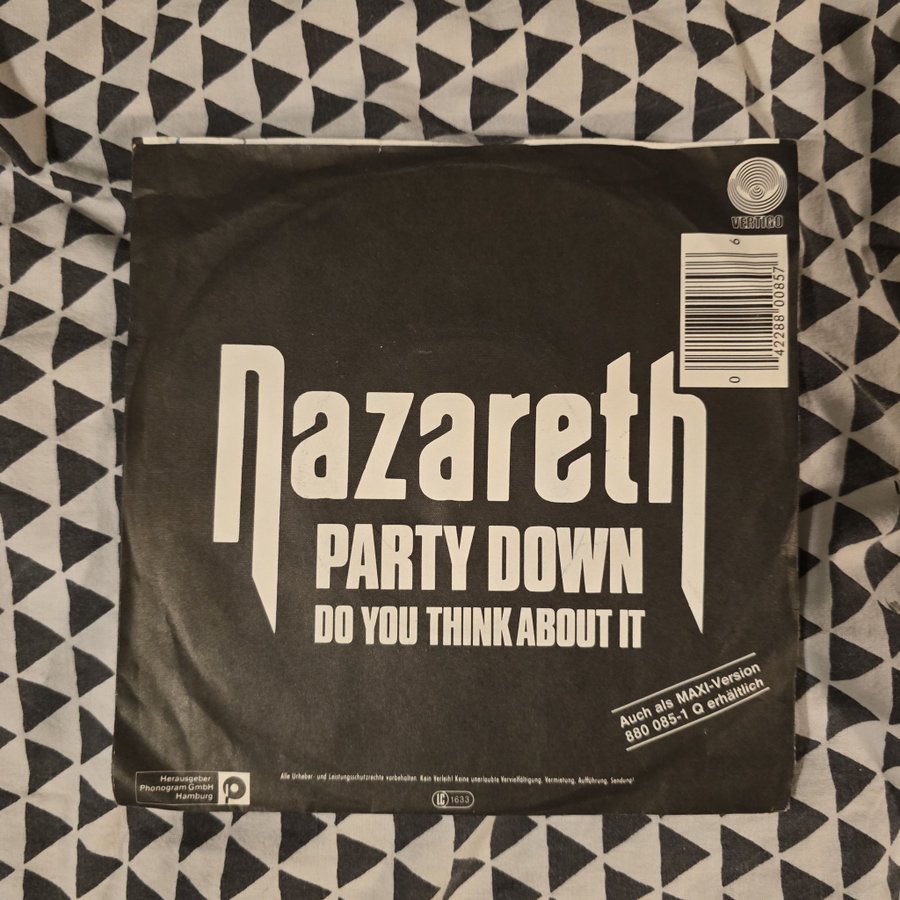 VERTIGO
0 42288 00857 6
nazareth
PARTY DOWN
DO YOU THINK ABOUT IT
Auch als MAXI-Version
880 085-1 Q erhältlich
Herausgeber
Phonogram GmbH
Hamburg
Alle Urheber- und Leistungsschutzrechte vorbehalten. Kein Verleih! Keine unerlaubte Vervielfältigung, Vermietung, Aufführung, Sendung!
LC 1633